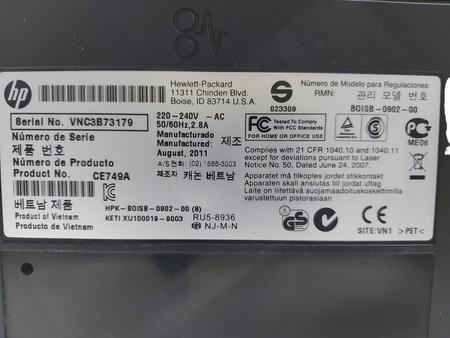 hp
Hewlett-Packard
11311 Chinden Blvd.
Boise, ID 83714 U.S.A.
S
023309
Número de Modelo para Regulaciones:
RMN: 관리 모델 번호
BOISB-0902-00
Serial No. VNC3B73179
Número de Serie
제품 번호
Número de Producto
Product No. CE749A
베트남 제품
Product of Vietnam
Producto de Vietnam
220-240V ~ AC
50/60Hz, 2.8A
Manufacturado
Manufactured: 제조
August, 2011
(02) 1588-3003
제조자 캐논 베트남
HPK-BOISB-0902-00 (B)
KETI XU100019-9003
RU5-8936
NJ-M-N
FC Tested To Comply With FCC Standards
FOR HOME OR OFFICE USE
ME06
Complies with 21 CFR 1040.10 and 1040.11
except for deviations pursuant to Laser
Notice No. 50, dated June 24, 2007.
Apparatet må tilkoples jordet stikkontakt.
Apparaten skall anslutas till jordat uttag.
Laite on liitettävä suojakoskettimilla
varustettuun pistorasiaan
GS
CE
SITE:VN1 >PET<